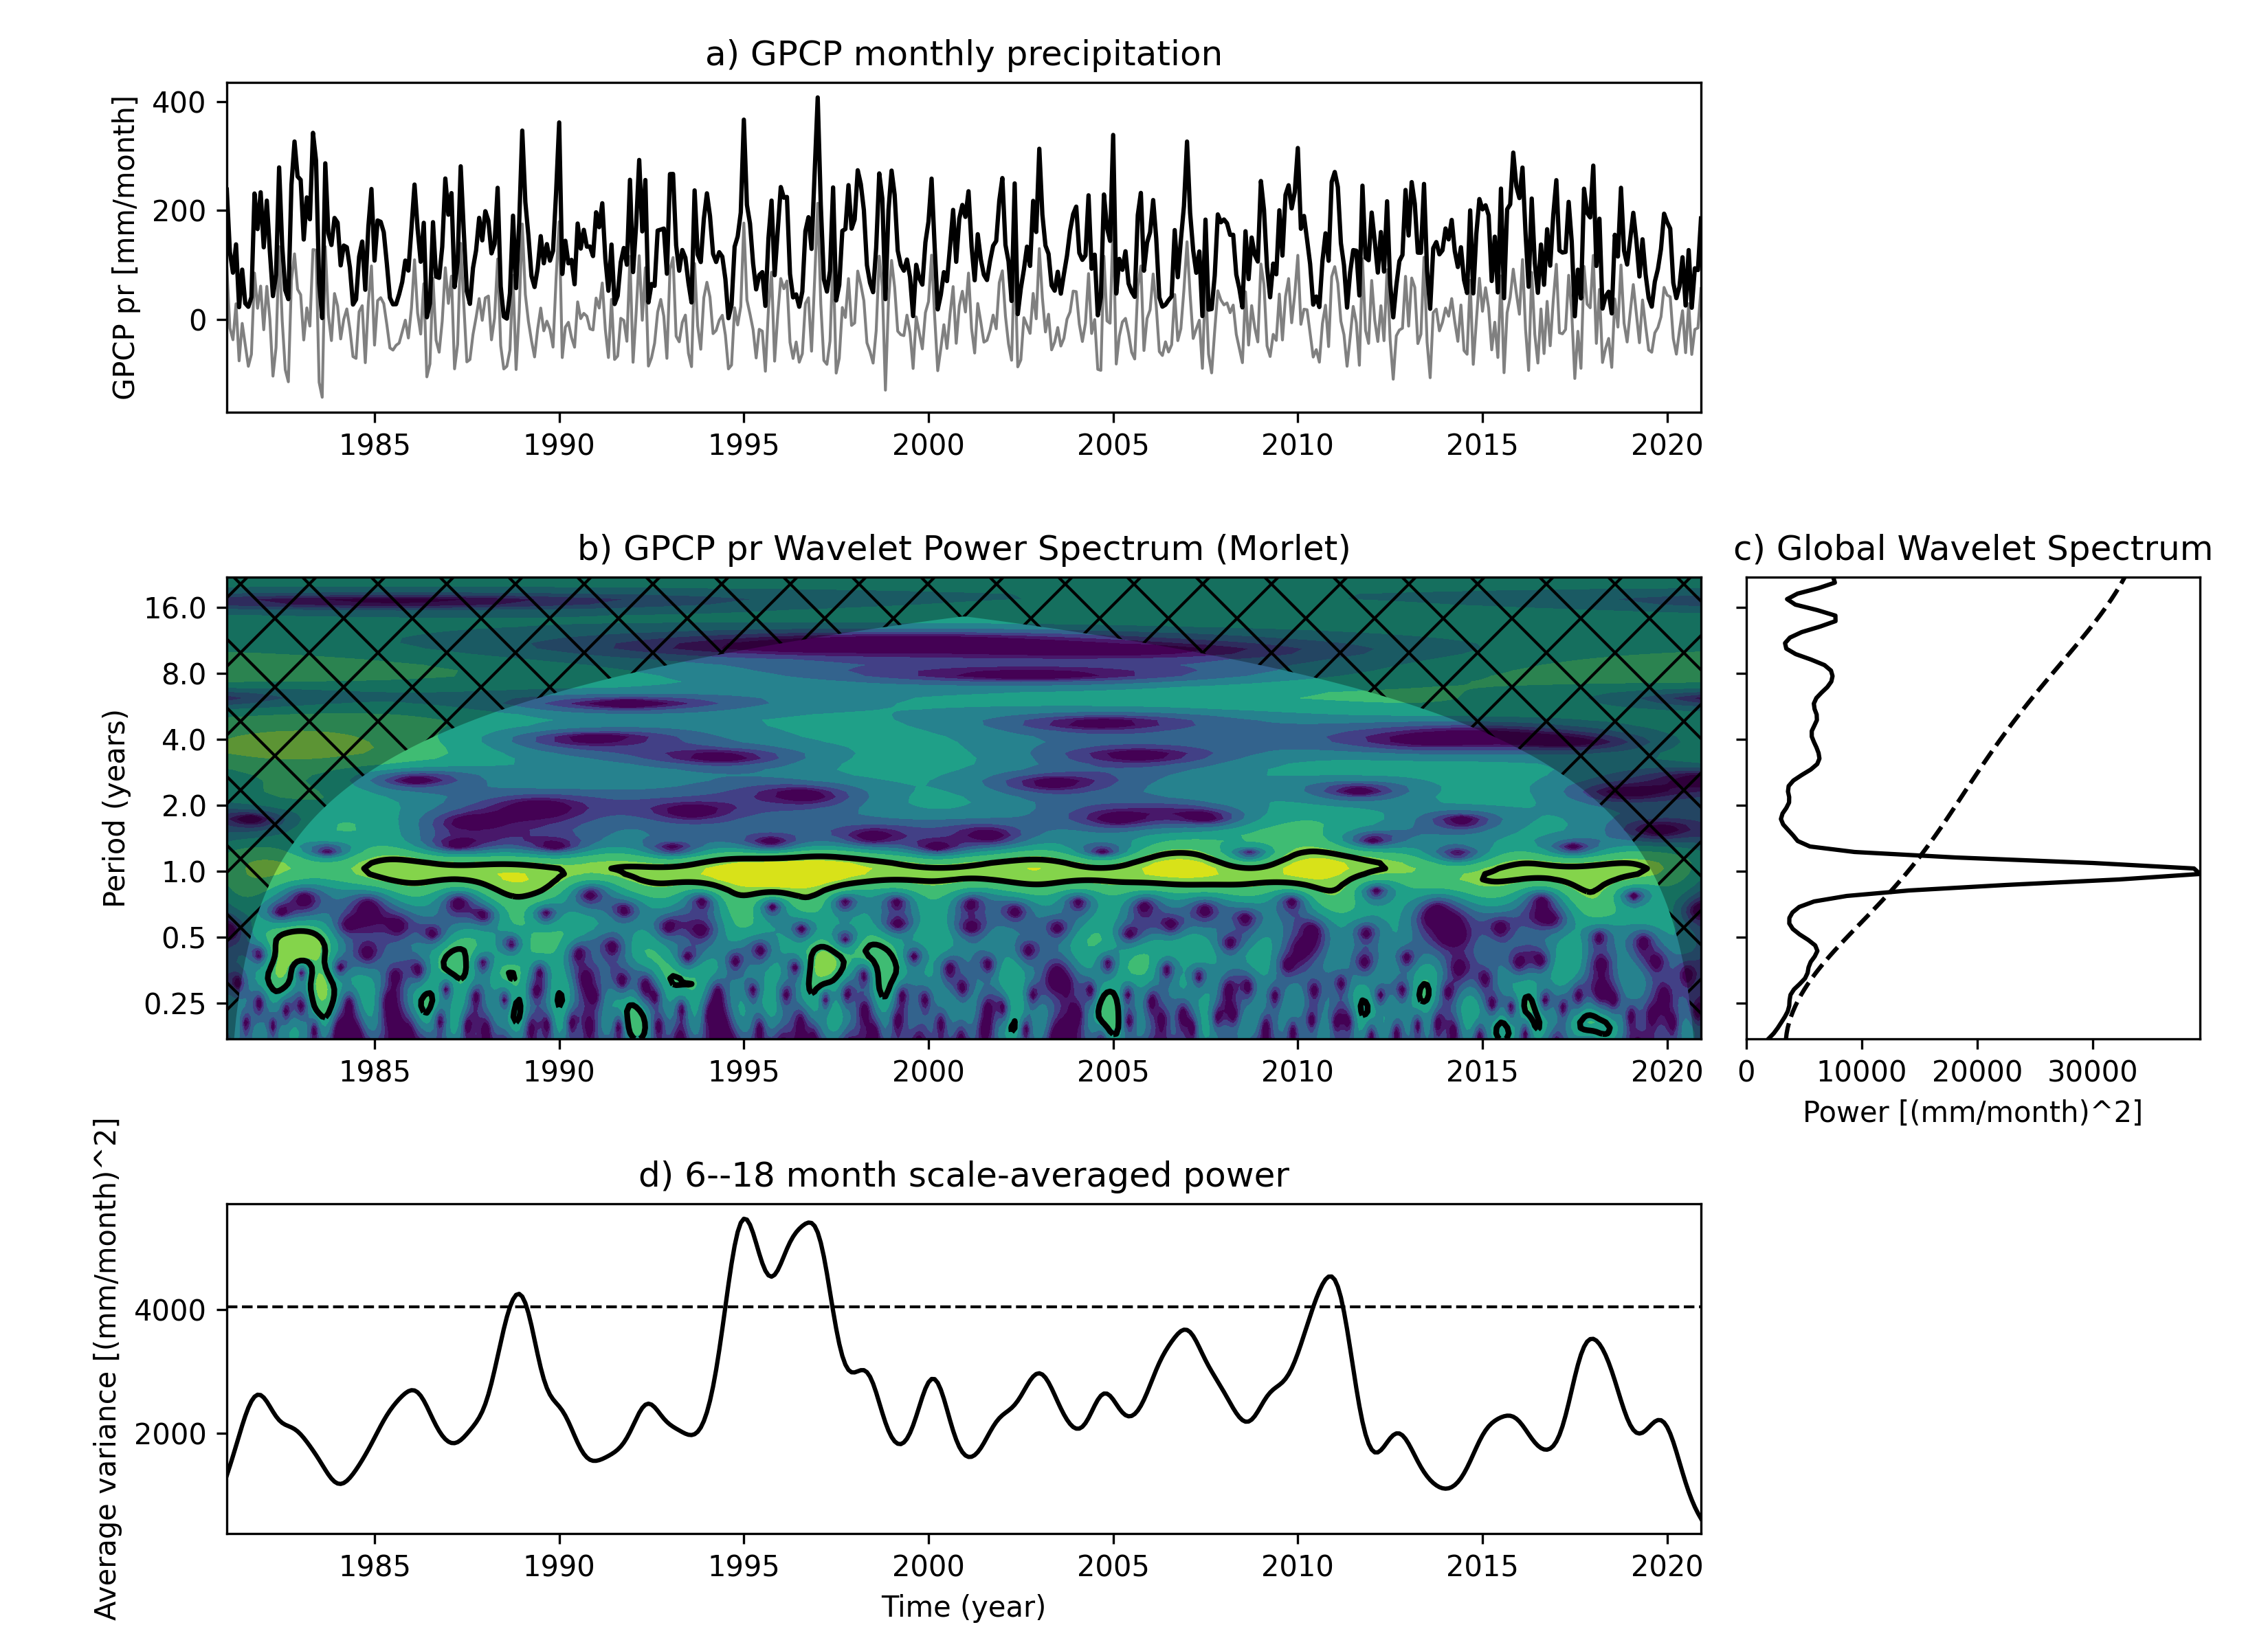 a) GPCP monthly precipitation
GPCP pr [mm/month]
400
200
0
1985 1990 1995 2000 2005 2010 2015 2020
b) GPCP pr Wavelet Power Spectrum (Morlet)
Period (years)
16.0
8.0
4.0
2.0
1.0
0.5
0.25
1985 1990 1995 2000 2005 2010 2015 2020
c) Global Wavelet Spectrum
0 10000 20000 30000
Power [(mm/month)^2]
d) 6--18 month scale-averaged power
Average variance [(mm/month)^2]
4000
2000
1985 1990 1995 2000 2005 2010 2015 2020
Time (year)